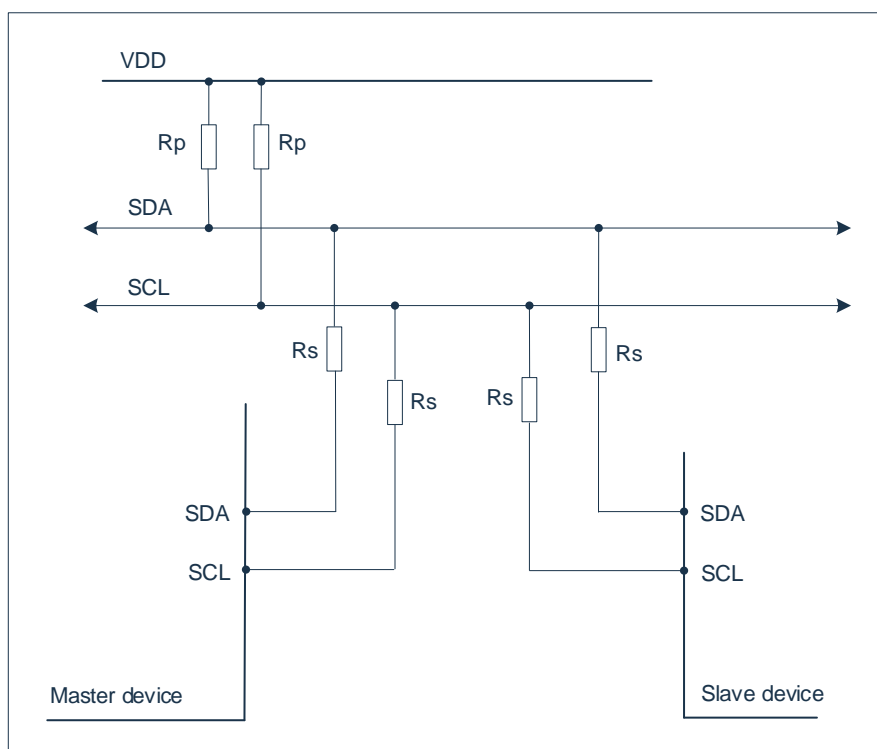 VDD
Rp
Rp
SDA
SCL
Rs
Rs
Rs
Rs
SDA
SDA
SCL
SCL
Master device
Slave device